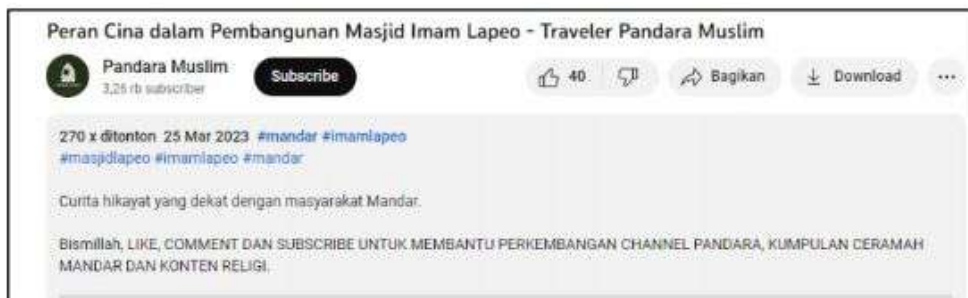 Peran Cina dalam Pembangunan Masjid Imam Lapeo - Traveler Pandara Muslim
Pandara Muslim
3,26 rb subscriber
Subscribe
40
Bagikan
Download
270 x ditonton 25 Mar 2023 #mandar #imamlapeo
#masjidlapeo #imamlapeo #mandar
Curita hikayat yang dekat dengan masyarakat Mandar.
Bismillah, LIKE, COMMENT DAN SUBSCRIBE UNTUK MEMBANTU PERKEMBANGAN CHANNEL PANDARA, KUMPULAN CERAMAH
MANDAR DAN KONTEN RELIGI.